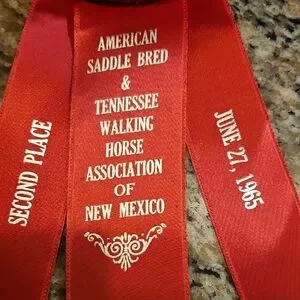 SECOND PLACE
AMERICAN
SADDLE BRED
&
TENNESSEE
WALKING
HORSE
ASSOCIATION
OF
NEW MEXICO
JUNE 27, 1965